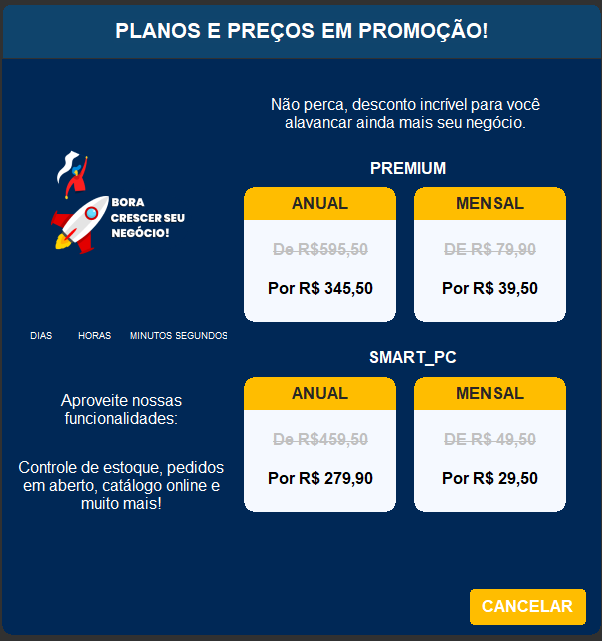 PLANOS E PREÇOS EM PROMOÇÃO!
Não perca, desconto incrível para você
alavancar ainda mais seu negócio.
BORA
CRESCER SEU
NEGÓCIO!
DIAS HORAS MINUTOS SEGUNDOS
Aproveite nossas
funcionalidades:
Controle de estoque, pedidos
em aberto, catálogo online e
muito mais!
PREMIUM
ANUAL
De R$595,50
Por R$ 345,50
MENSAL
DE R$ 79,90
Por R$ 39,50
SMART_PC
ANUAL
De R$459,50
Por R$ 279,90
MENSAL
DE R$ 49,50
Por R$ 29,50
CANCELAR